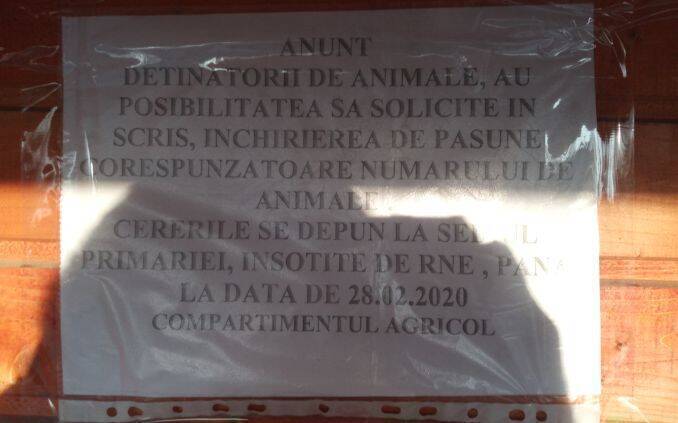 ANUNT
DETINATORII DE ANIMALE, AU
POSIBILITATEA SA SOLICITE IN
SCRIS, INCHIRIEREA DE PASUNE
CORESPUNZATOARE NUMARULUI DE
ANIMALE.
CERERILE SE DEPUN LA SEDIUL
PRIMARIEI, INSOTITE DE RNE , PANA
LA DATA DE 28.02.2020
COMPARTIMENTUL AGRICOL